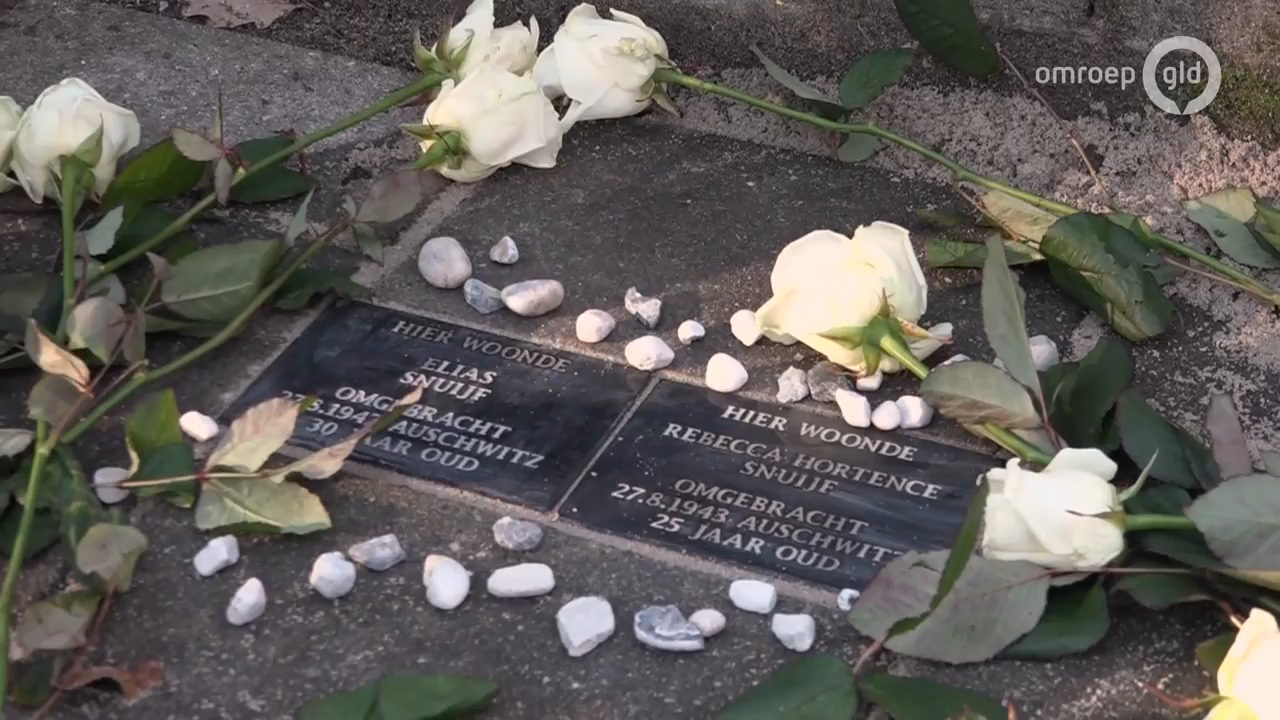 omroep gld
HIER WOONDE
ELIAS
SNUIJF
OMGEBRACHT
AUSCHWITZ
30 JAAR OUD
HIER WOONDE
REBECCA HORTENCE
SNUIJF
OMGEBRACHT
27.8.1943 AUSCHWITZ
25 JAAR OUD